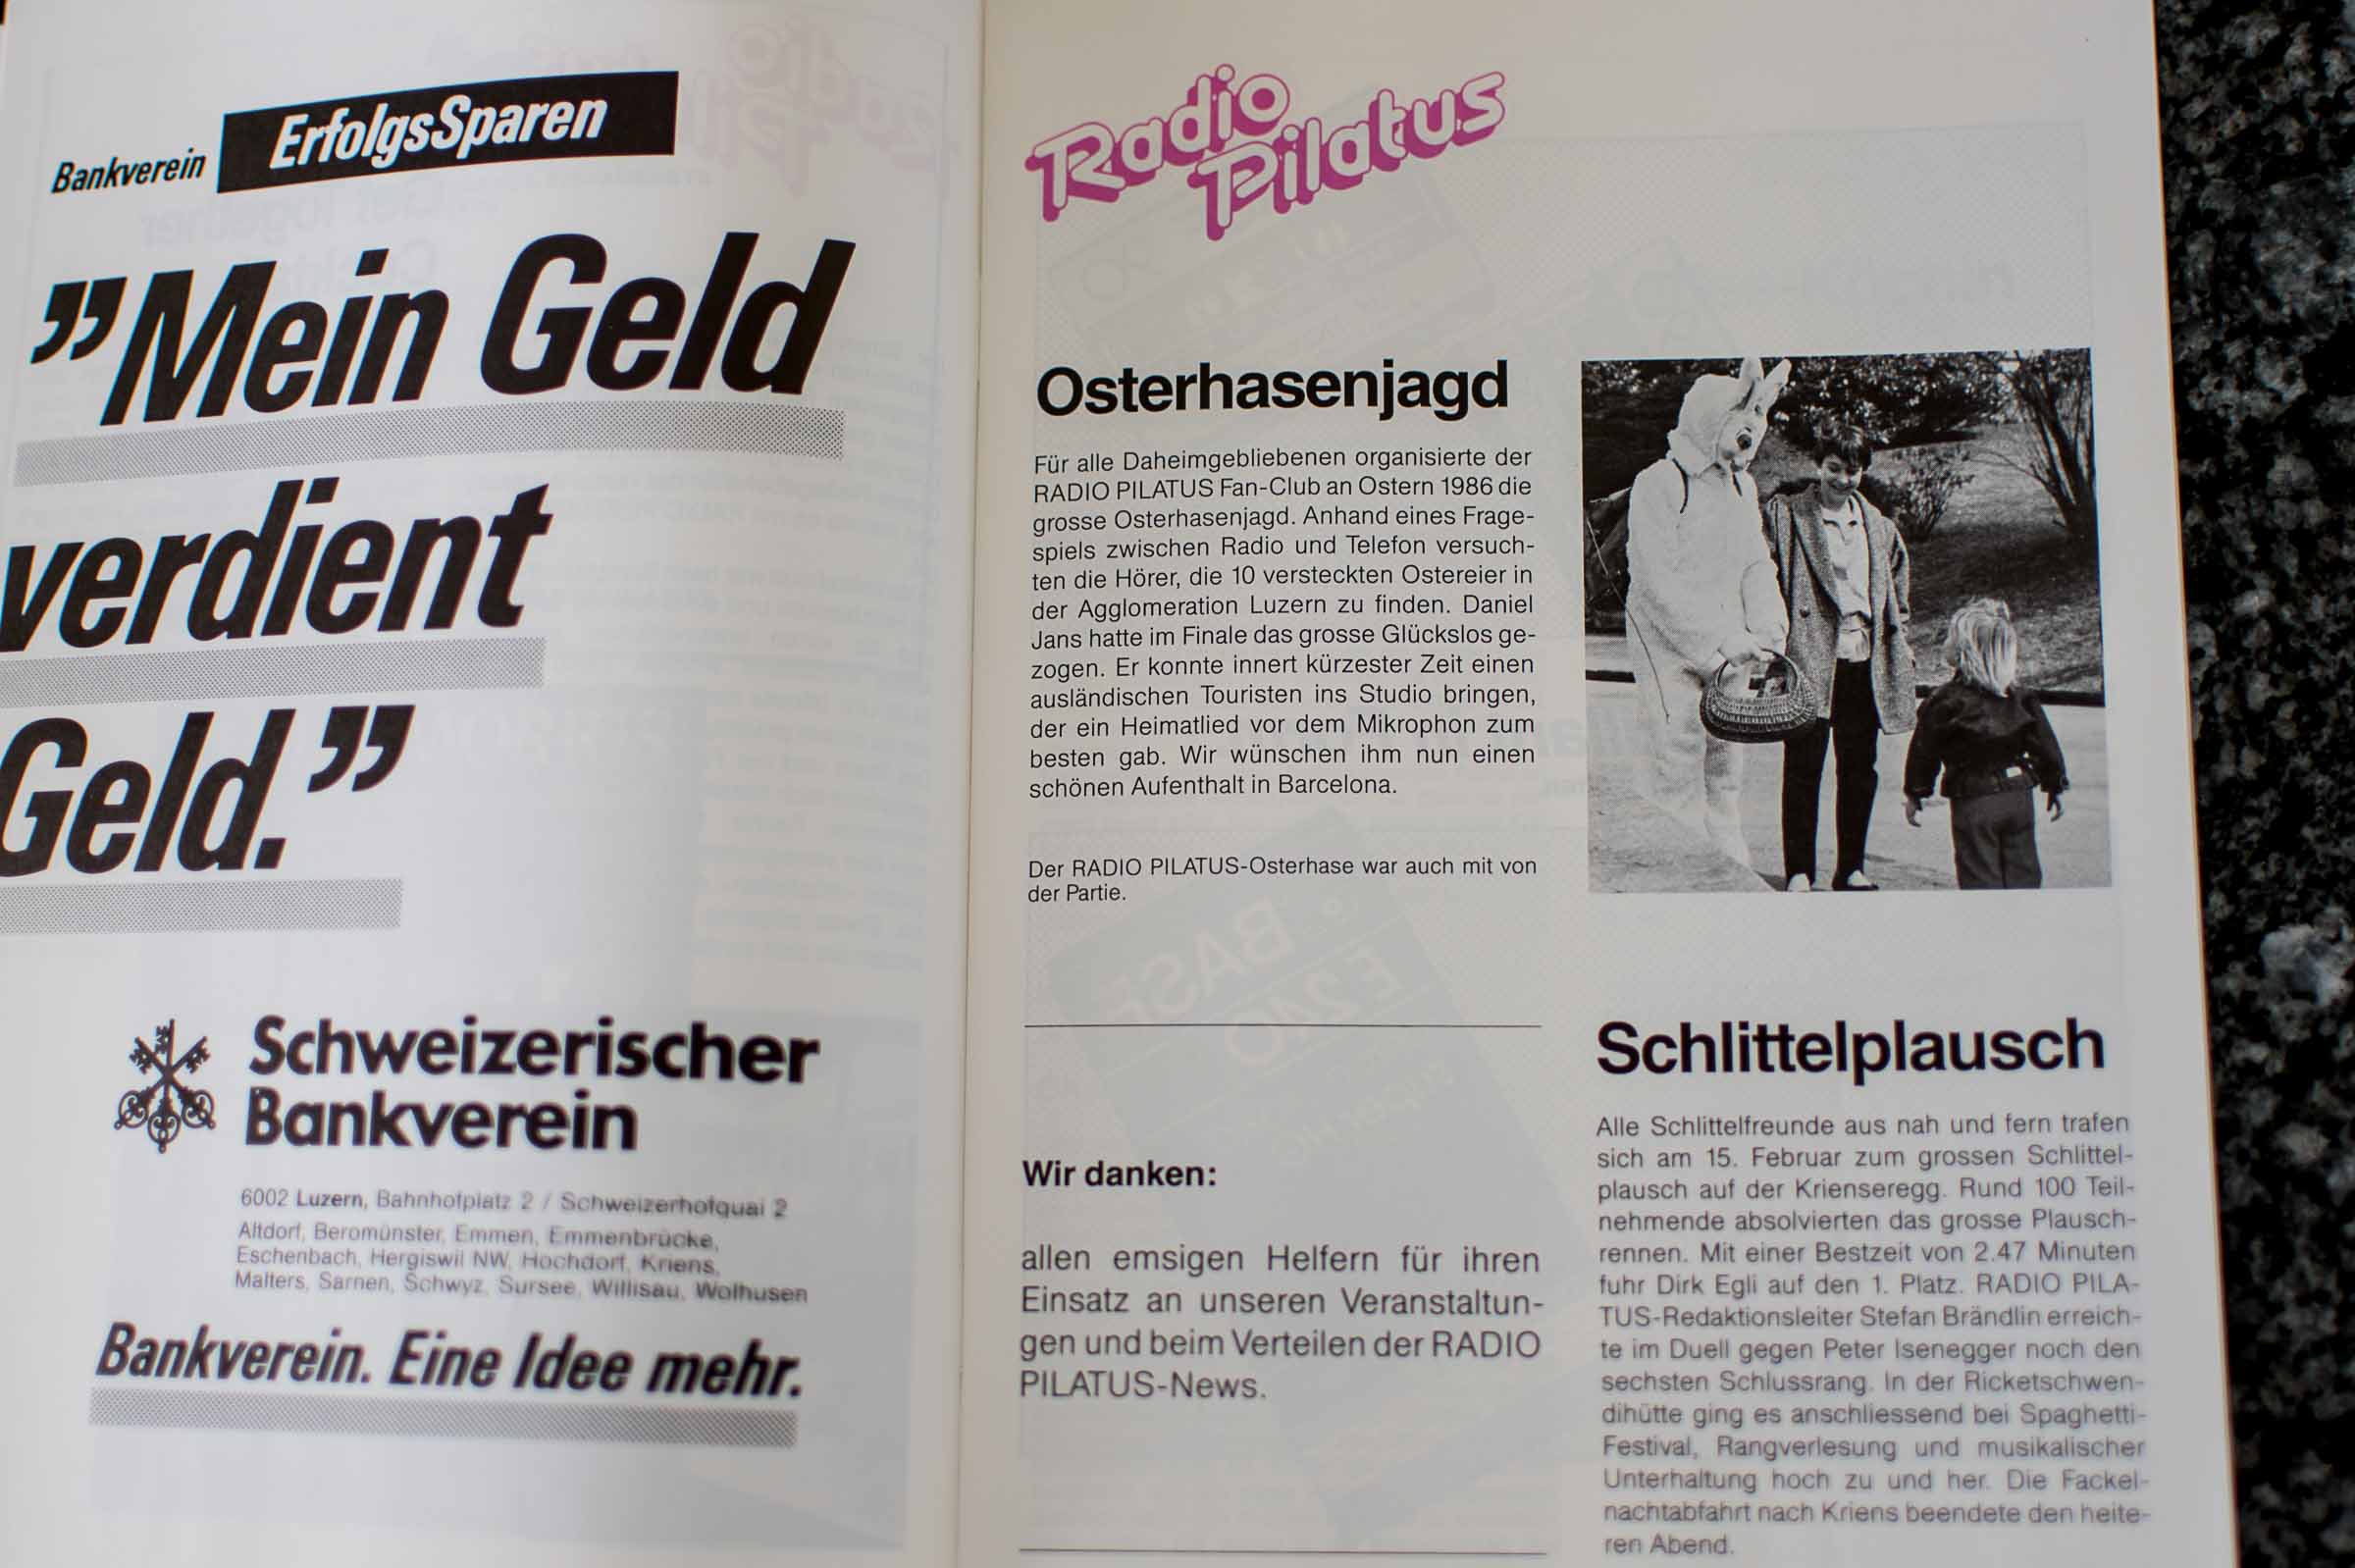 Bankverein ErfolgsSparen
"Mein Geld
verdient
Geld."
Schweizerischer
Bankverein
6002 Luzern, Bahnhofplatz 2 / Schweizerhofquai 2
Altdorf, Beromünster, Emmen, Emmenbrücke,
Eschenbach, Hergiswil NW, Hochdorf, Kriens,
Malters, Sarnen, Schwyz, Sursee, Willisau, Wolhusen
Bankverein. Eine Idee mehr.
Radio
Pilatus
Osterhasenjagd
Für alle Daheimgebliebenen organisierte der
RADIO PILATUS Fan-Club an Ostern 1986 die
grosse Osterhasenjagd. Anhand eines Frage-
spiels zwischen Radio und Telefon versuch-
ten die Hörer, die 10 versteckten Ostereier in
der Agglomeration Luzern zu finden. Daniel
Jans hatte im Finale das grosse Glückslos ge-
zogen. Er konnte innert kürzester Zeit einen
ausländischen Touristen ins Studio bringen,
der ein Heimatlied vor dem Mikrophon zum
besten gab. Wir wünschen ihm nun einen
schönen Aufenthalt in Barcelona.
Der RADIO PILATUS-Osterhase war auch mit von
der Partie.
Wir danken:
allen emsigen Helfern für ihren
Einsatz an unseren Veranstaltun-
gen und beim Verteilen der RADIO
PILATUS-News.
Schlittelplausch
Alle Schlittelfreunde aus nah und fern trafen
sich am 15. Februar zum grossen Schlittel-
plausch auf der Krienseregg. Rund 100 Teil-
nehmende absolvierten das grosse Plausch-
rennen. Mit einer Bestzeit von 2.47 Minuten
fuhr Dirk Egli auf den 1. Platz. RADIO PILA-
TUS-Redaktionsleiter Stefan Brändlin erreich-
te im Duell gegen Peter Isenegger noch den
sechsten Schlussrang. In der Ricketschwen-
dihütte ging es anschliessend bei Spaghetti-
Festival, Rangverlesung und musikalischer
Unterhaltung hoch zu und her. Die Fackel-
nachtabfahrt nach Kriens beendete den heite-
ren Abend.